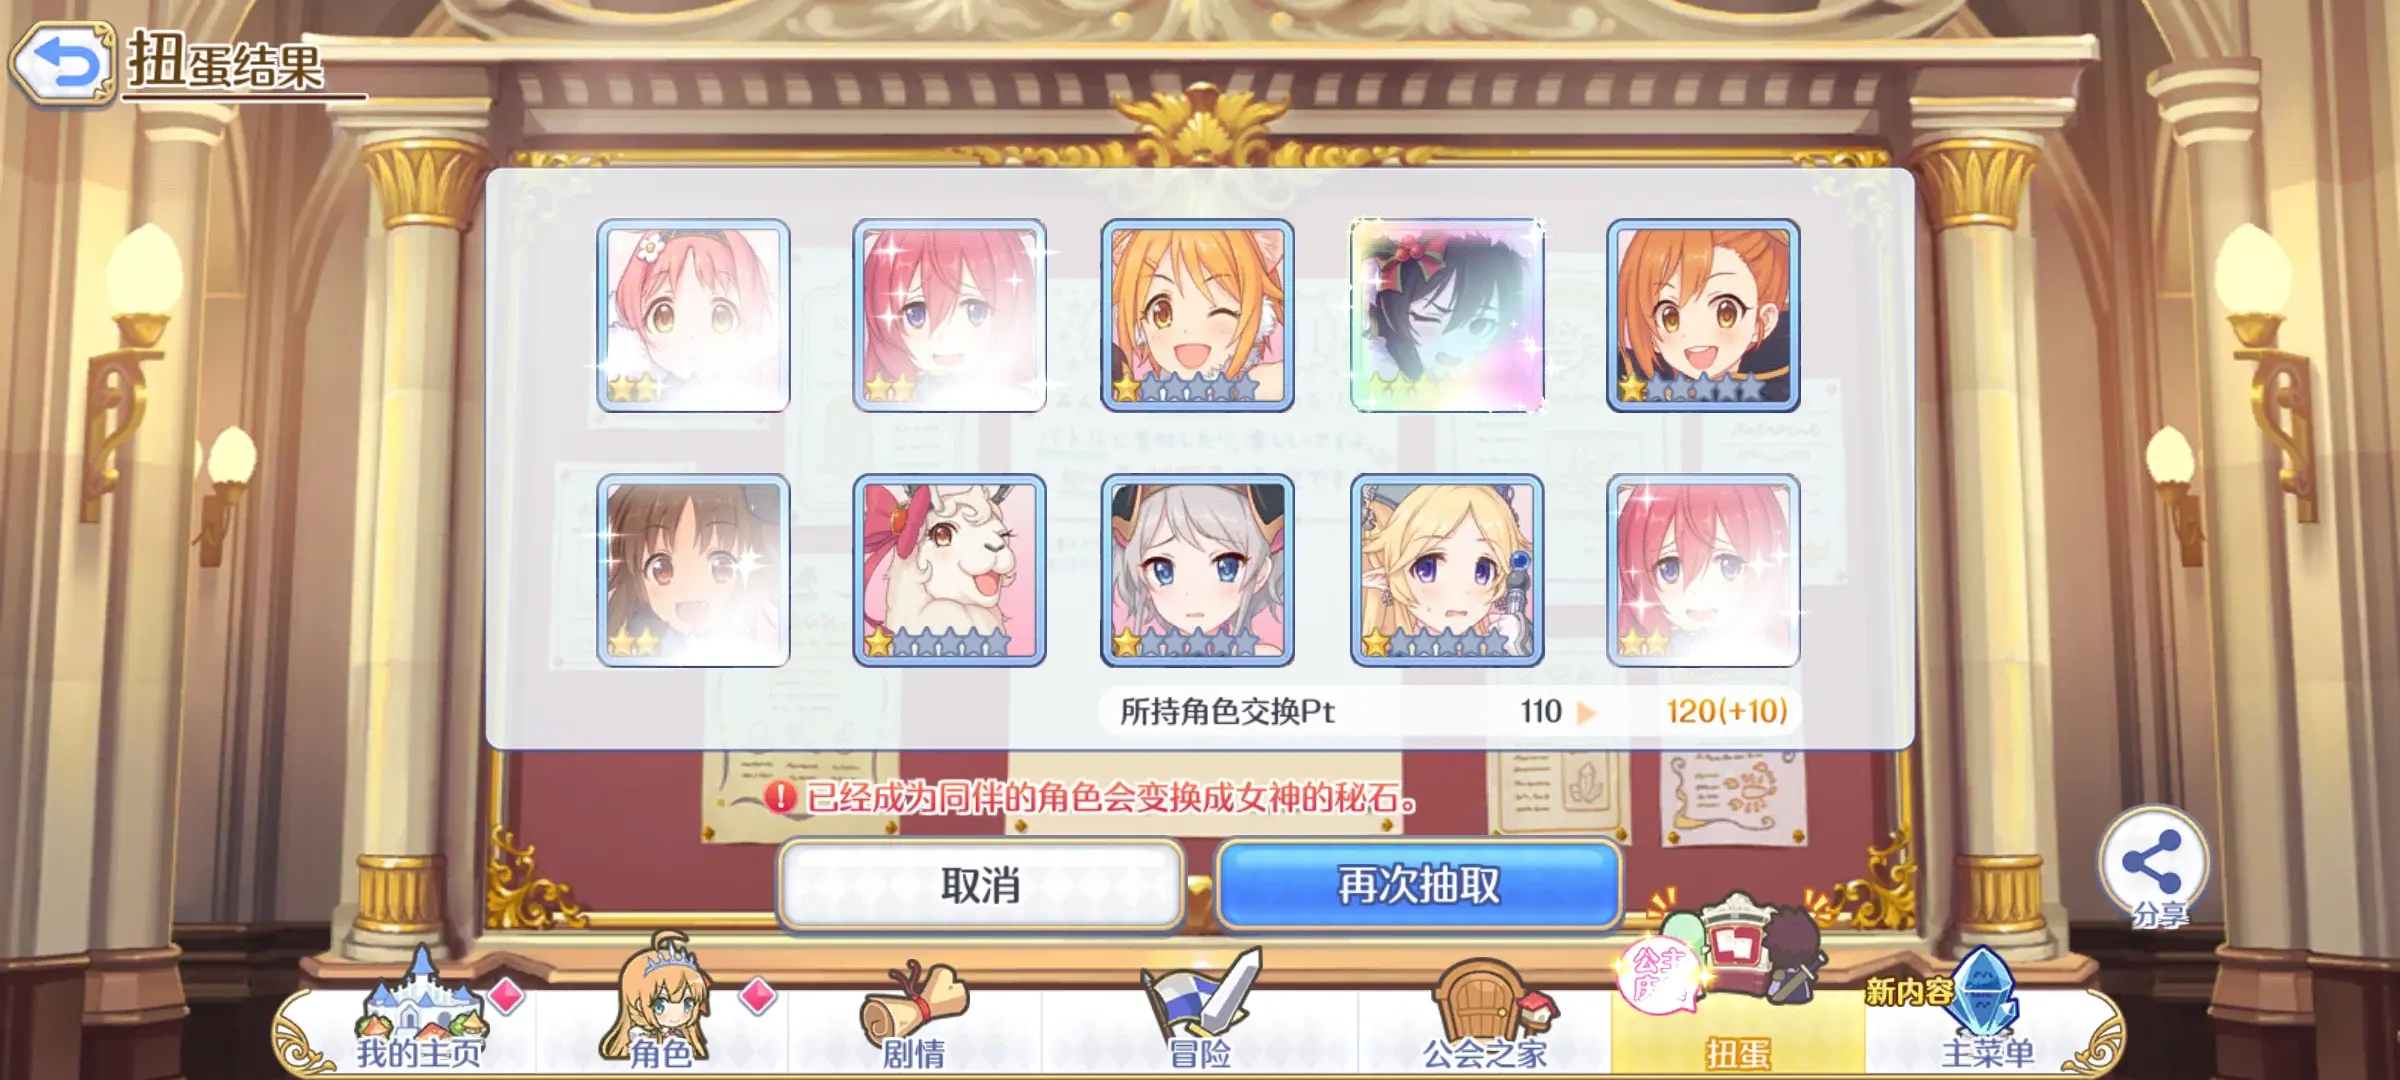 扭蛋结果
所持角色交换Pt 110 120(+10)
已经成为同伴的角色会变换成女神的秘石。
取消
再次抽取
分享
新内容
我的主页
角色
剧情
冒险
公会之家
扭蛋
主菜单